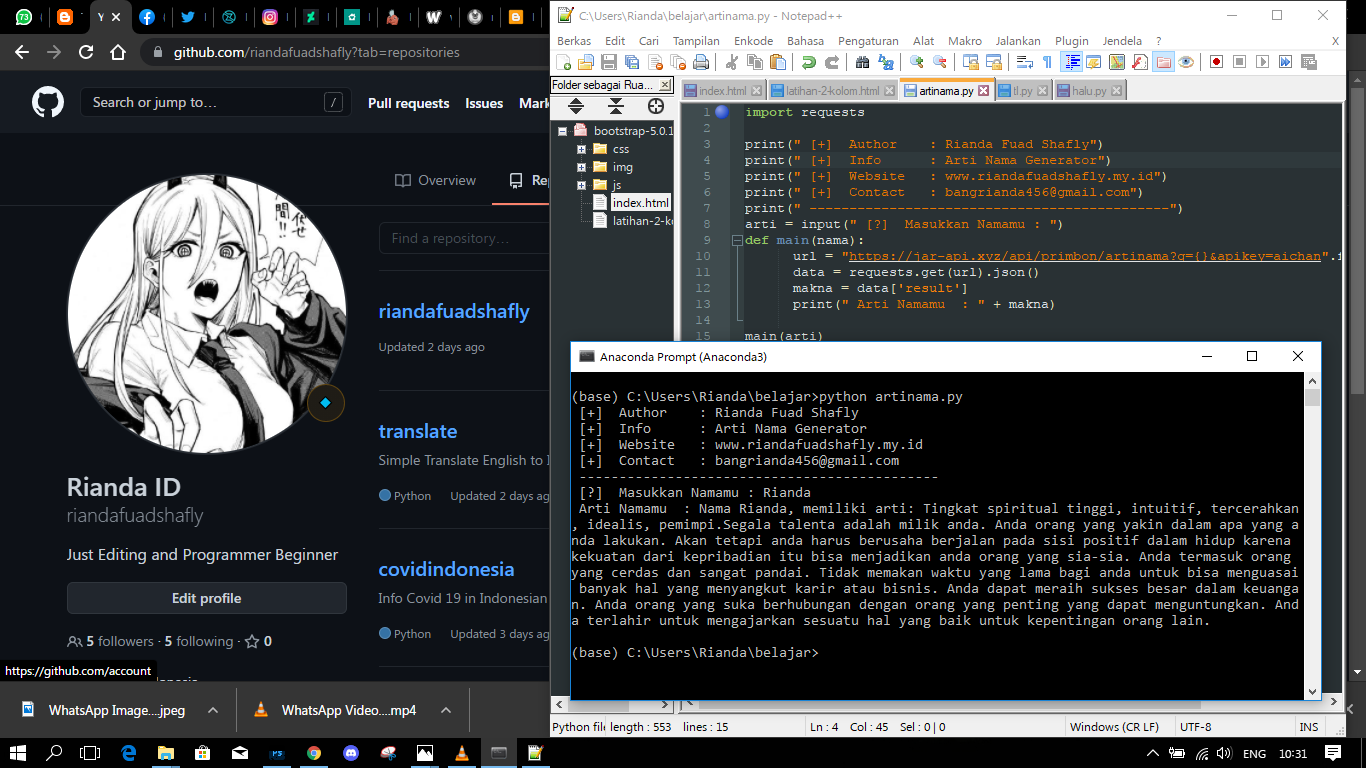 73
Y
C:\Users\Rianda\belajar\artinama.py - Notepad++
Berkas Edit Cari Tampilan Enkode Bahasa Pengaturan Alat Makro Jalankan Plugin Jendela ? X
github.com/riandafuadshafly?tab=repositories
Search or jump to... /
Pull requests Issues Mark
Overview Rep
代せ
問!!
Find a repository...
riandafuadshafly
Updated 2 days ago
translate
Simple Translate English to I
Python Updated 2 days ag
covidindonesia
Info Covid 19 in Indonesian
Python Updated 3 days ag
Rianda ID
riandafuadshafly
Just Editing and Programmer Beginner
Edit profile
5 followers · 5 following · 0
https://github.com/account
WhatsApp Image....jpeg
WhatsApp Video....mp4
Folder sebagai Rua...
bootstrap-5.0.1
css
img
js
index.html
latihan-2-ko
index.html latihan-2-kolom.html artinama.py tl.py halu.py
1 import requests
2
3 print(" [+]  Author    : Rianda Fuad Shafly")
4 print(" [+]  Info      : Arti Nama Generator")
5 print(" [+]  Website   : www.riandafuadshafly.my.id")
6 print(" [+]  Contact   : bangrianda456@gmail.com")
7 print(" ---------------------------------------------")
8 arti = input(" [?]  Masukkan Namamu : ")
9 def main(nama):
10 url = "https://jar-api.xyz/api/primbon/artinama?q={}&apikey=aichan".f
11 data = requests.get(url).json()
12 makna = data['result']
13 print(" Arti Namamu  : " + makna)
14
15 main(arti)
Anaconda Prompt (Anaconda3)
(base) C:\Users\Rianda\belajar>python artinama.py
[+]  Author    : Rianda Fuad Shafly
[+]  Info      : Arti Nama Generator
[+]  Website   : www.riandafuadshafly.my.id
[+]  Contact   : bangrianda456@gmail.com
---------------------------------------------
[?]  Masukkan Namamu : Rianda
Arti Namamu  : Nama Rianda, memiliki arti: Tingkat spiritual tinggi, intuitif, tercerahkan
, idealis, pemimpi.Segala talenta adalah milik anda. Anda orang yang yakin dalam apa yang a
nda lakukan. Akan tetapi anda harus berusaha berjalan pada sisi positif dalam hidup karena
kekuatan dari kepribadian itu bisa menjadikan anda orang yang sia-sia. Anda termasuk orang
yang cerdas dan sangat pandai. Tidak memakan waktu yang lama bagi anda untuk bisa menguasai
banyak hal yang menyangkut karir atau bisnis. Anda dapat meraih sukses besar dalam keuanga
n. Anda orang yang suka berhubungan dengan orang yang penting yang dapat menguntungkan. And
a terlahir untuk mengajarkan sesuatu hal yang baik untuk kepentingan orang lain.
(base) C:\Users\Rianda\belajar>
Python fil length : 553 lines : 15 Ln : 4 Col : 45 Sel : 0 | 0 Windows (CR LF) UTF-8 INS
ENG 10:31